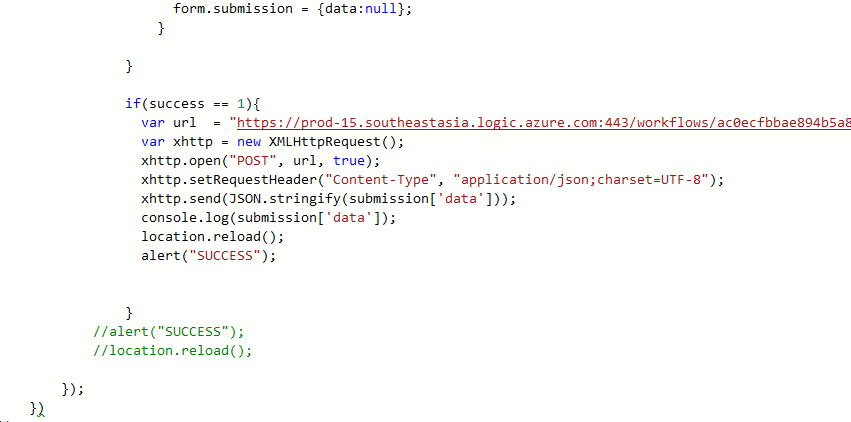 form.submission = {data:null};
}
}
if(success == 1){
var url  = "https://prod-15.southeastasia.logic.azure.com:443/workflows/ac0ecfbbae894b5a8
var xhttp = new XMLHttpRequest();
xhttp.open("POST", url, true);
xhttp.setRequestHeader("Content-Type", "application/json;charset=UTF-8");
xhttp.send(JSON.stringify(submission['data']));
console.log(submission['data']);
location.reload();
alert("SUCCESS");
}
//alert("SUCCESS");
//location.reload();
});
})